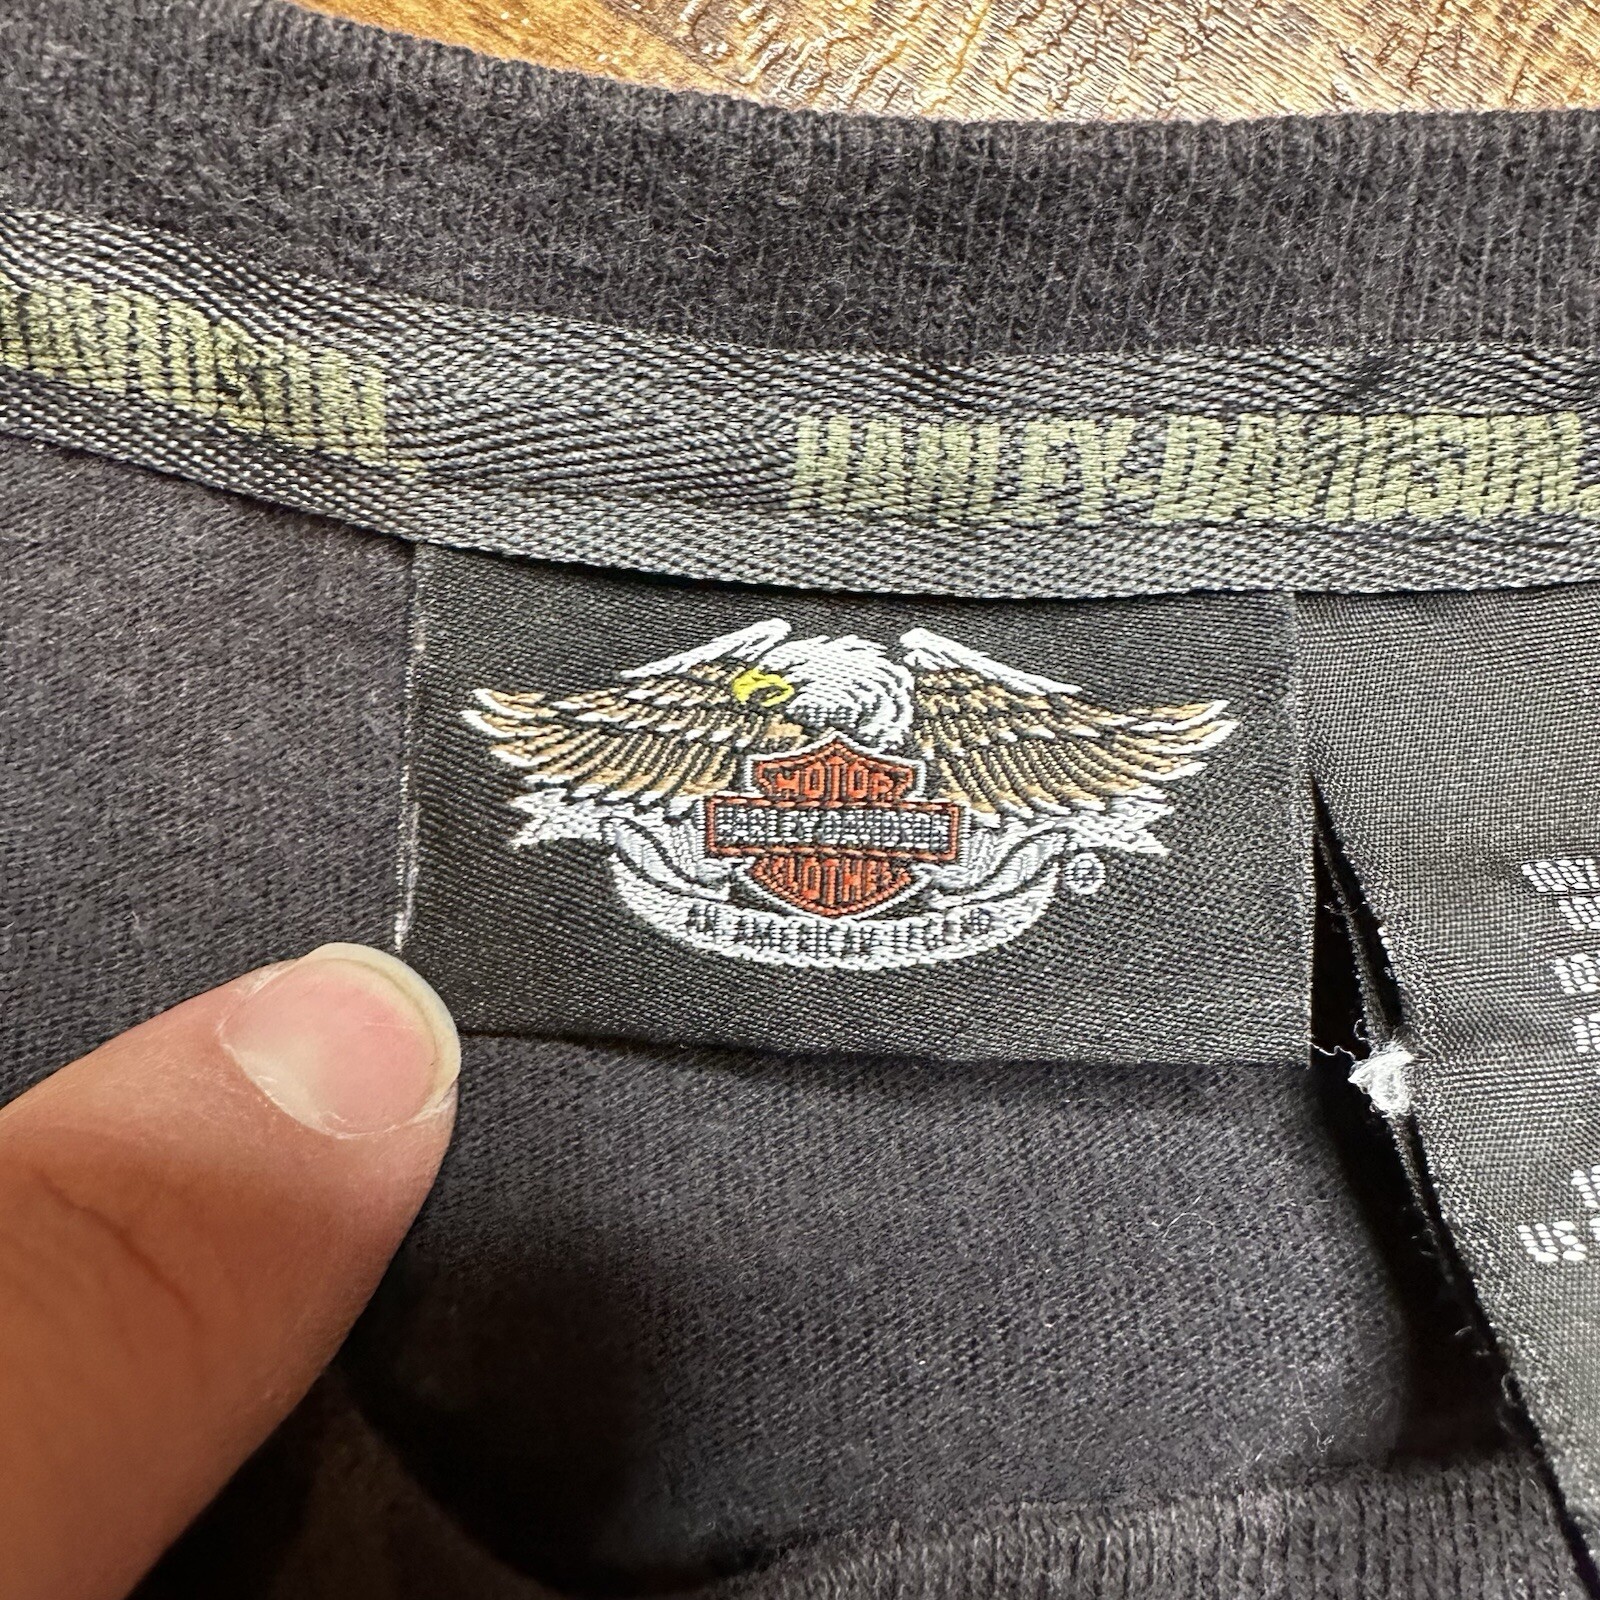 HARLEY-DAVIDSON
MOTOR
HARLEY-DAVIDSON
CLOTHES
AN AMERICAN LEGEND
®